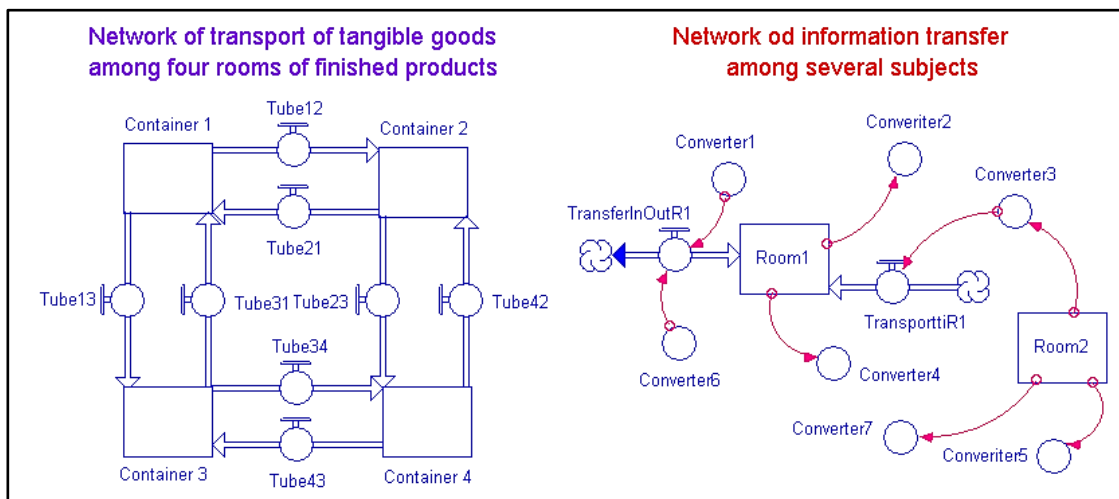 Network of transport of tangible goods
among four rooms of finished products
Tube12
Container 1
Container 2
Tube21
Tube13
Tube31
Tube23
Tube42
Tube34
Container 3
Tube43
Container 4
Network od information transfer
among several subjects
Converiter2
Converter1
Converter3
TransferInOutR1
Room1
TransporttiR1
Room2
Converter6
Converter4
Converter7
Converiter5